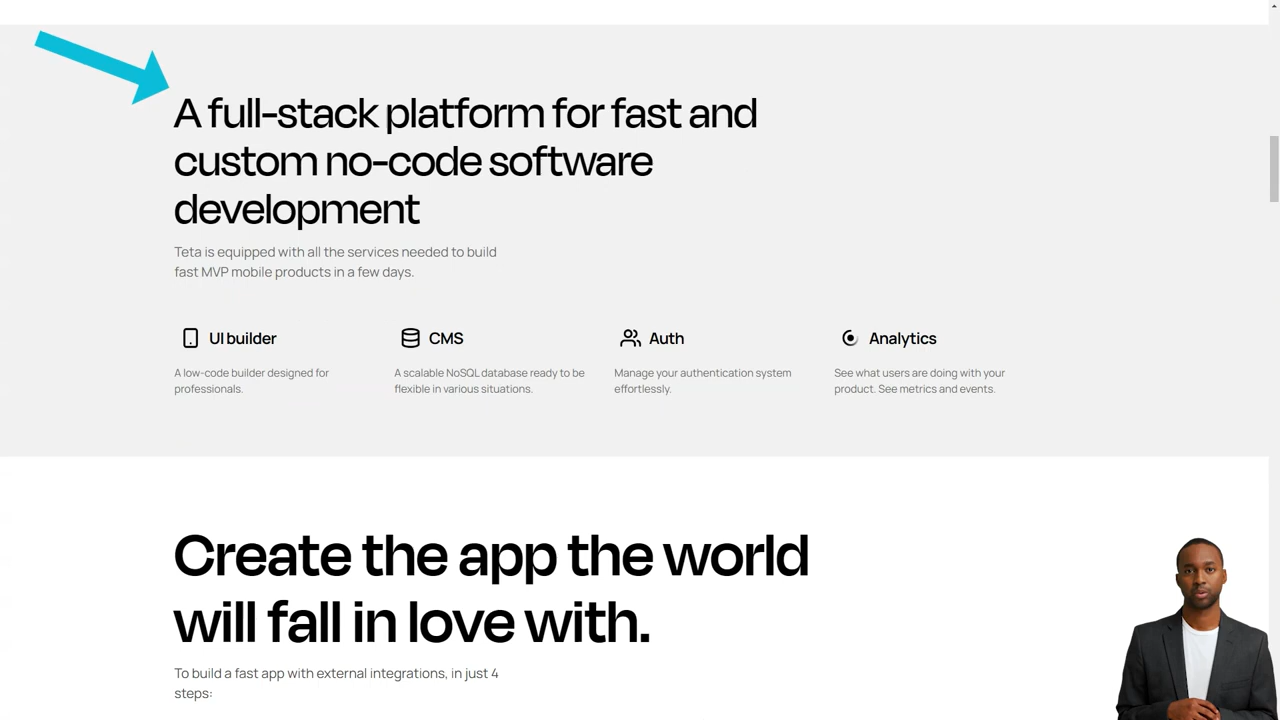 A full-stack platform for fast and
custom no-code software
development
Teta is equipped with all the services needed to build
fast MVP mobile products in a few days.
UI builder
A low-code builder designed for
professionals.
CMS
A scalable NoSQL database ready to be
flexible in various situations.
Auth
Manage your authentication system
effortlessly.
Analytics
See what users are doing with your
product. See metrics and events.
Create the app the world
will fall in love with.
To build a fast app with external integrations, in just 4
steps: